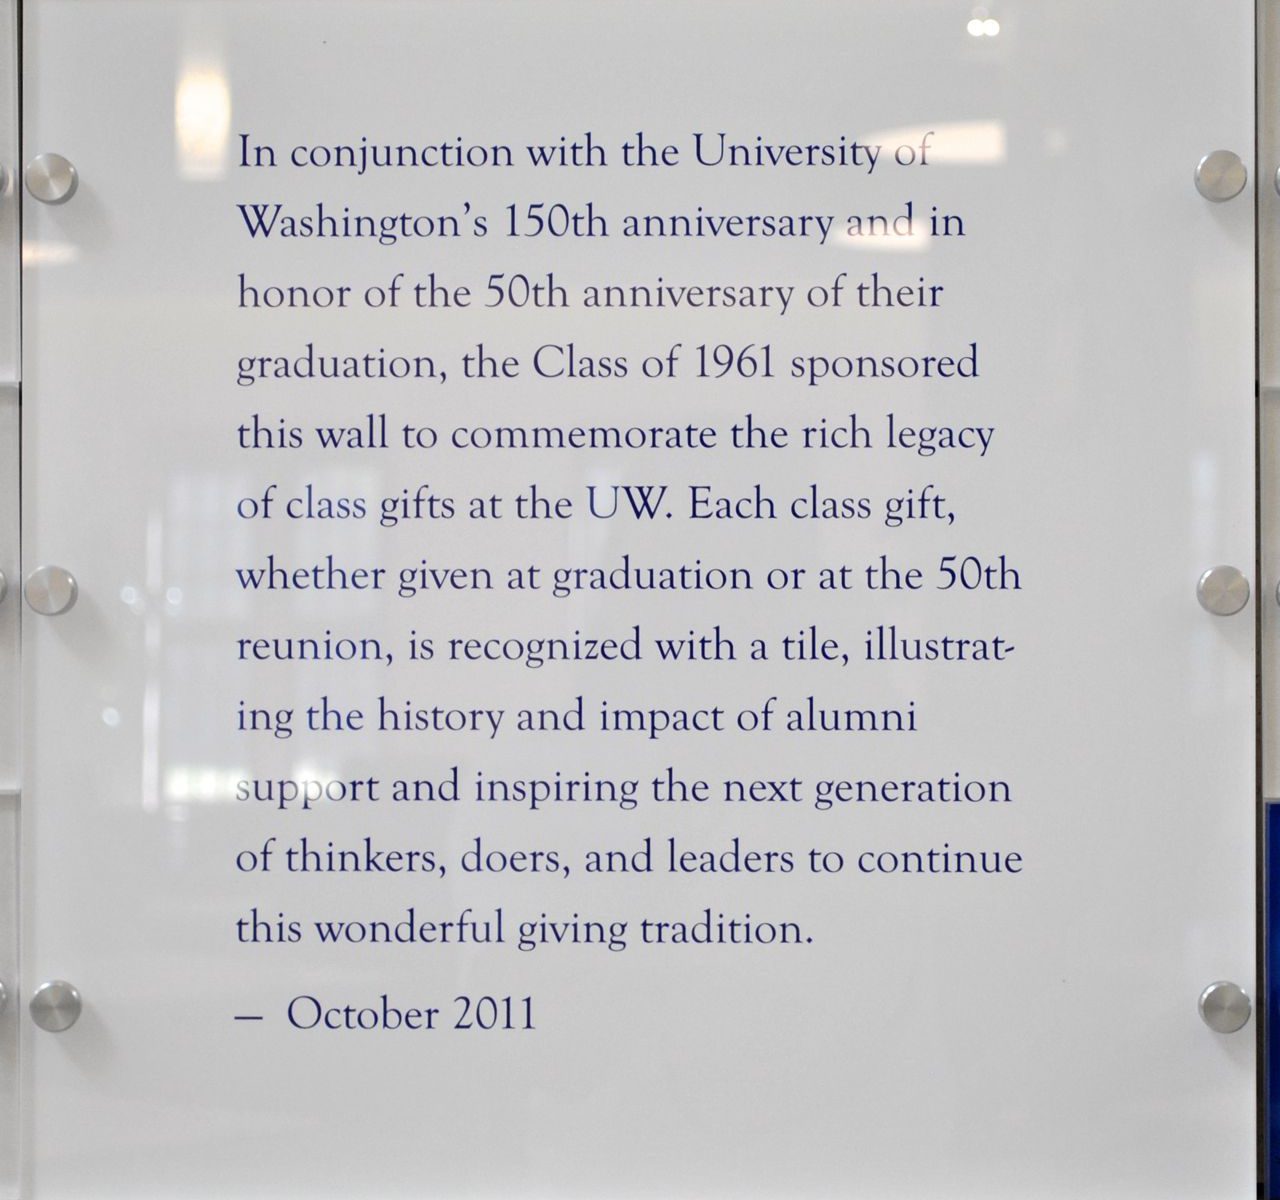 In conjunction with the University of
Washington’s 150th anniversary and in
honor of the 50th anniversary of their
graduation, the Class of 1961 sponsored
this wall to commemorate the rich legacy
of class gifts at the UW. Each class gift,
whether given at graduation or at the 50th
reunion, is recognized with a tile, illustrat-
ing the history and impact of alumni
support and inspiring the next generation
of thinkers, doers, and leaders to continue
this wonderful giving tradition.
— October 2011